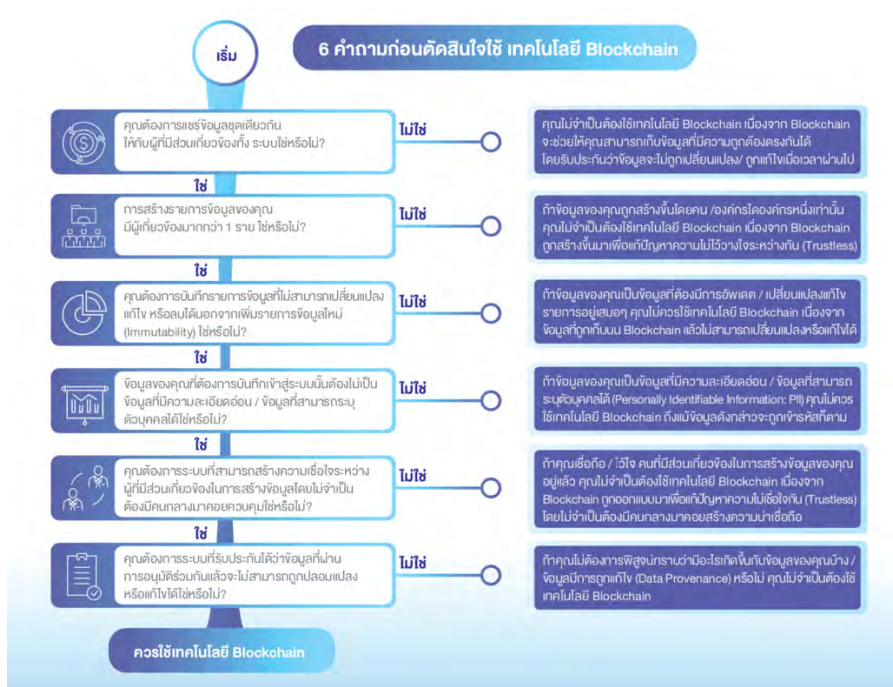 เริ่ม
6 คำถามก่อนตัดสินใจใช้ เทคโนโลยี Blockchain
คุณต้องการแชร์ข้อมูลชุดเดียวกัน
ให้กับผู้ที่มีส่วนเกี่ยวข้องทั้ง ระบบใช่หรือไม่?
ไม่ใช่
คุณไม่จำเป็นต้องใช้เทคโนโลยี Blockchain เนื่องจาก Blockchain
จะช่วยให้คุณสามารถเก็บข้อมูลที่มีความถูกต้องตรงกันได้
โดยรับประกันว่าข้อมูลจะไม่ถูกเปลี่ยนแปลง/ ถูกแก้ไขเมื่อเวลาผ่านไป
ใช่
การสร้างรายการข้อมูลของคุณ
มีผู้เกี่ยวข้องมากกว่า 1 ราย ใช่หรือไม่?
ไม่ใช่
ถ้าข้อมูลของคุณถูกสร้างขึ้นโดยคน /องค์กรใดองค์กรหนึ่งเท่านั้น
คุณไม่จำเป็นต้องใช้เทคโนโลยี Blockchain เนื่องจาก Blockchain
ถูกสร้างขึ้นมาเพื่อแก้ปัญหาความไม่ไว้วางใจระหว่างกัน (Trustless)
ใช่
คุณต้องการบันทึกรายการข้อมูลที่ไม่สามารถเปลี่ยนแปลง
แก้ไข หรือลบได้นอกจากเพิ่มรายการข้อมูลใหม่
(Immutability) ใช่หรือไม่?
ไม่ใช่
ถ้าข้อมูลของคุณเป็นข้อมูลที่ต้องมีการอัพเดต / เปลี่ยนแปลงแก้ไข
รายการอยู่เสมอๆ คุณไม่ควรใช้เทคโนโลยี Blockchain เนื่องจาก
ข้อมูลที่ถูกเก็บบน Blockchain แล้วไม่สามารถเปลี่ยนแปลงหรือแก้ไขได้
ใช่
ข้อมูลของคุณที่ต้องการบันทึกเข้าสู่ระบบนั้นต้องไม่เป็น
ข้อมูลที่มีความละเอียดอ่อน / ข้อมูลที่สามารถระบุ
ตัวบุคคลได้ใช่หรือไม่?
ไม่ใช่
ถ้าข้อมูลของคุณเป็นข้อมูลที่มีความละเอียดอ่อน / ข้อมูลที่สามารถ
ระบุตัวบุคคลได้ (Personally Identifiable Information: PII) คุณไม่ควร
ใช้เทคโนโลยี Blockchain ถึงแม้ข้อมูลดังกล่าวจะถูกเข้ารหัสก็ตาม
ใช่
คุณต้องการระบบที่สามารถสร้างความเชื่อใจระหว่าง
ผู้ที่มีส่วนเกี่ยวข้องในการสร้างข้อมูลโดยไม่จำเป็น
ต้องมีคนกลางมาคอยควบคุมใช่หรือไม่?
ไม่ใช่
ถ้าคุณเชื่อถือ / ไว้ใจ คนที่มีส่วนเกี่ยวข้องในการสร้างข้อมูลของคุณ
อยู่แล้ว คุณไม่จำเป็นต้องใช้เทคโนโลยี Blockchain เนื่องจาก
Blockchain ถูกออกแบบมาเพื่อแก้ปัญหาความไม่เชื่อใจกัน (Trustless)
โดยไม่จำเป็นต้องมีคนกลางมาคอยสร้างความน่าเชื่อถือ
ใช่
คุณต้องการระบบที่รับประกันได้ว่าข้อมูลที่ผ่าน
การอนุมัติร่วมกันแล้วจะไม่สามารถถูกปลอมแปลง
หรือแก้ไขได้ใช่หรือไม่?
ไม่ใช่
ถ้าคุณไม่ต้องการพิสูจน์ทราบว่ามีอะไรเกิดขึ้นกับข้อมูลของคุณบ้าง /
ข้อมูลมีการถูกแก้ไข (Data Provenance) หรือไม่ คุณไม่จำเป็นต้องใช้
เทคโนโลยี Blockchain
ควรใช้เทคโนโลยี Blockchain